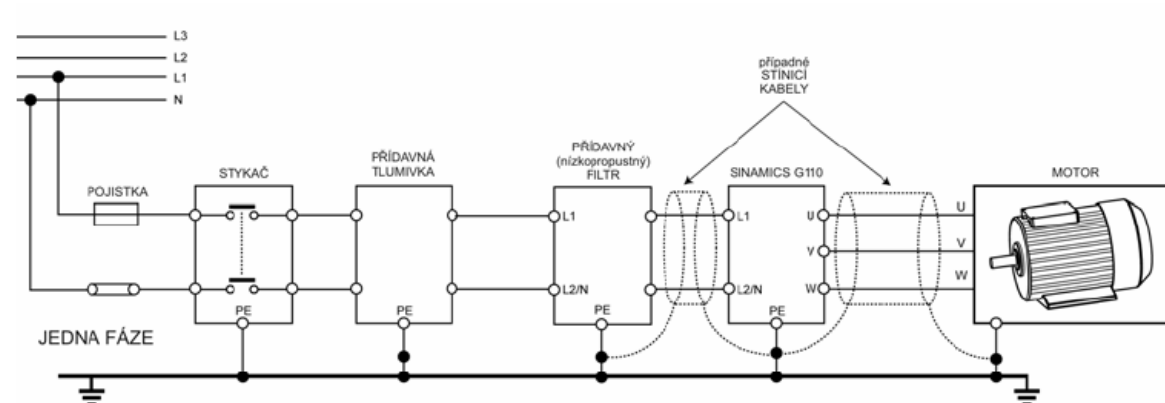 L3
L2
L1
N
případné
STÍNICÍ
KABELY
POJISTKA
STYKAČ
PŘÍDAVNÁ
TLUMIVKA
PŘÍDAVNÝ
(nízkopropustný)
FILTR
SINAMICS G110
MOTOR
L1
L1
U
U
V
V
L2/N
L2/N
W
W
PE
PE
PE
PE
JEDNA FÁZE